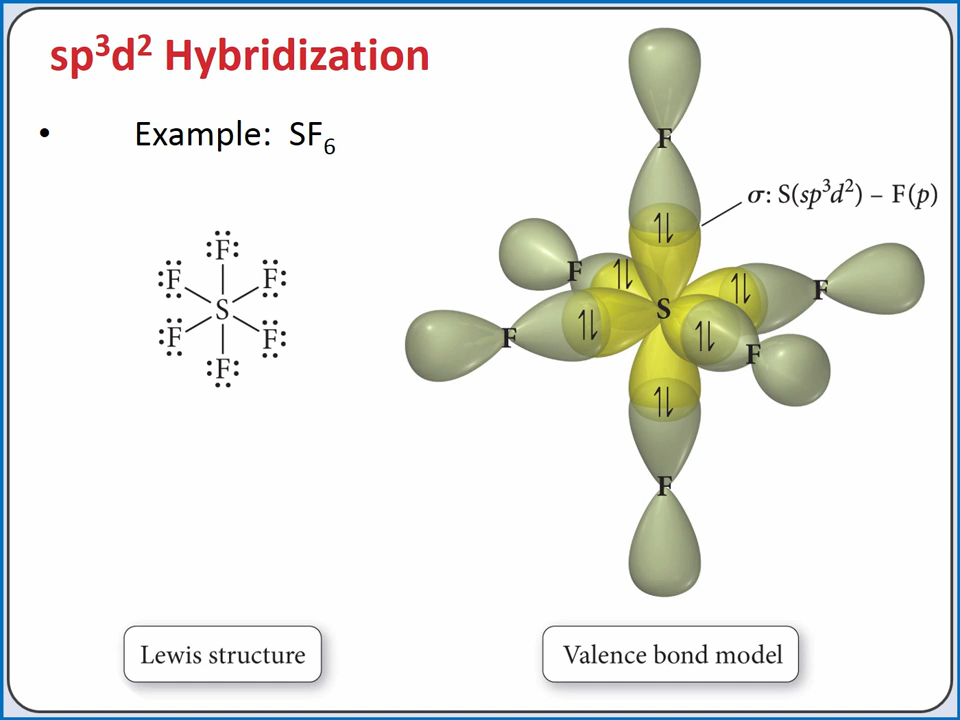 sp³d² Hybridization
• Example: SF₆
F
F F
S
F F
F
Lewis structure
F
σ: S(sp³d²) – F(p)
F
F
S
F
F
F
Valence bond model